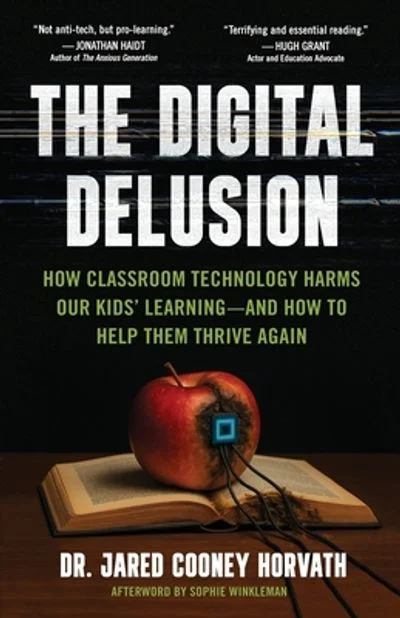 "Not anti-tech, but pro-learning."
—JONATHAN HAIDT
Author of The Anxious Generation
"Terrifying and essential reading."
—HUGH GRANT
Actor and Education Advocate
THE DIGITAL
DELUSION
HOW CLASSROOM TECHNOLOGY HARMS
OUR KIDS' LEARNING—AND HOW TO
HELP THEM THRIVE AGAIN
DR. JARED COONEY HORVATH
AFTERWORD BY SOPHIE WINKLEMAN